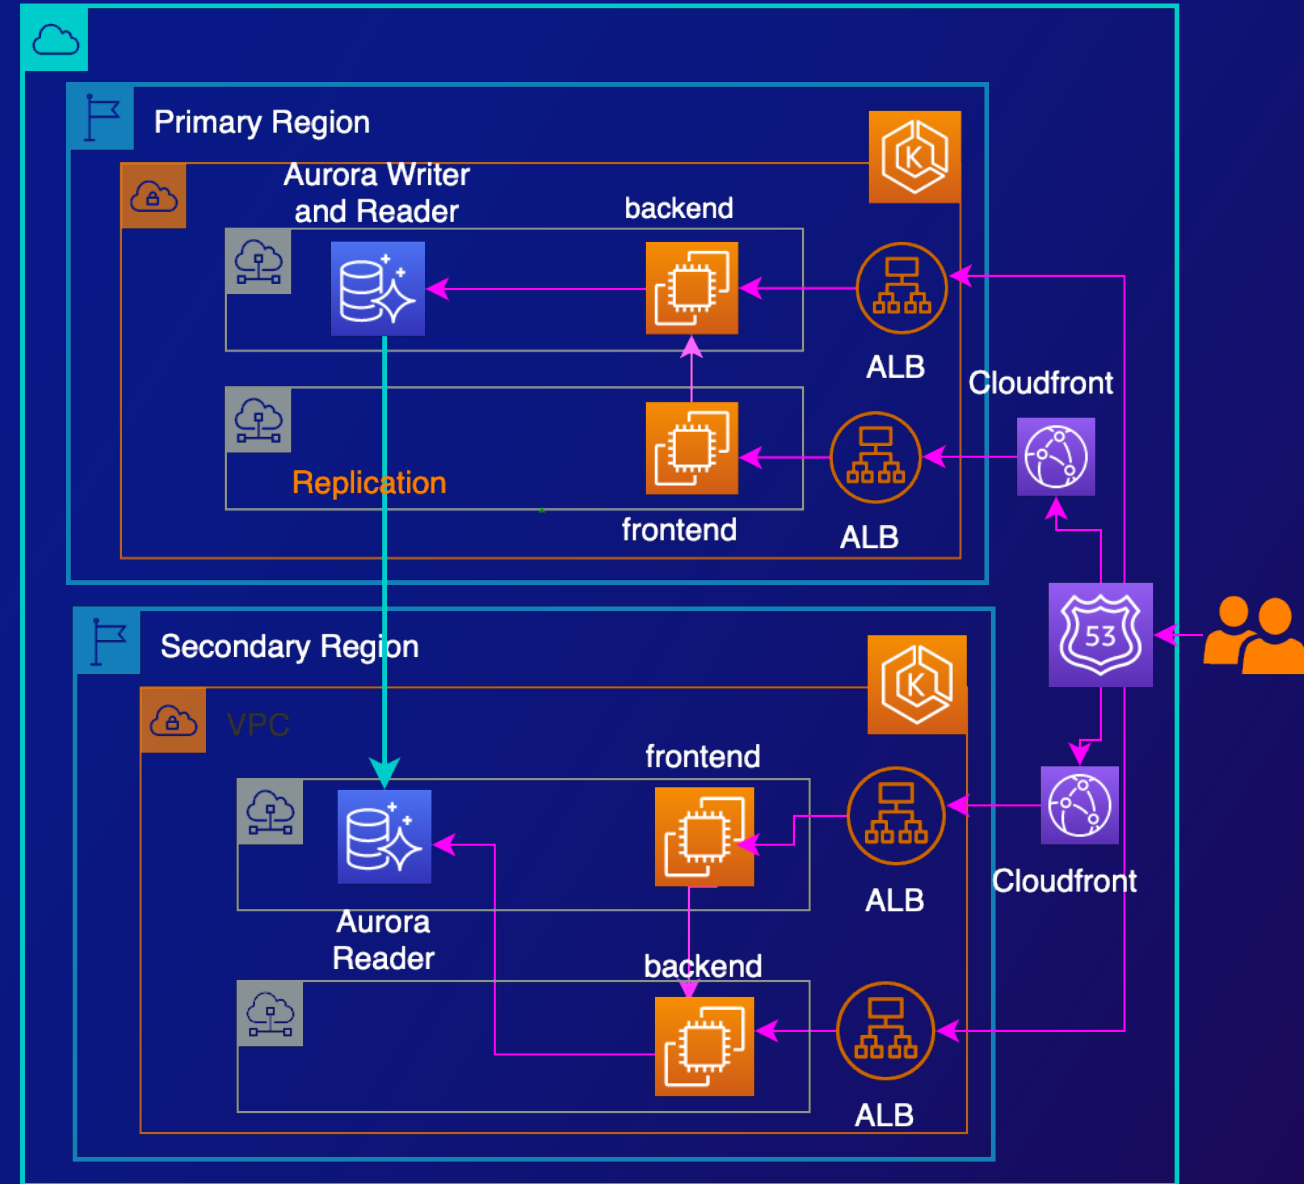 Primary Region
Aurora Writer
and Reader
backend
ALB
Cloudfront
Replication
frontend
ALB
53
Secondary Region
VPC
frontend
ALB
Cloudfront
Aurora
Reader
backend
ALB
K
K